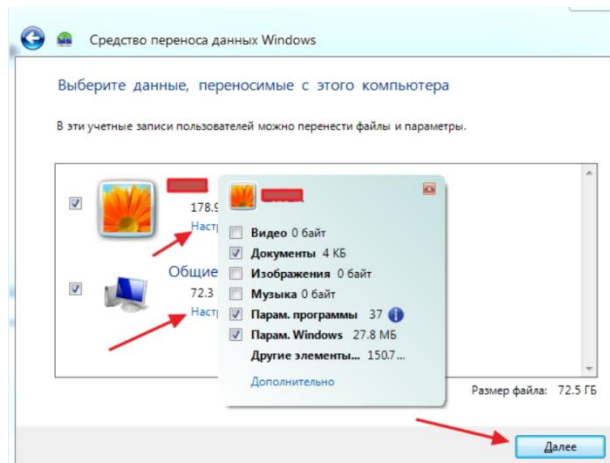 Средство переноса данных Windows
Выберите данные, переносимые с этого компьютера
В эти учетные записи пользователей можно перенести файлы и параметры.
178.9
Настр
Видео 0 байт
Документы 4 КБ
Изображения 0 байт
Музыка 0 байт
Парам. программы 37
Парам. Windows 27.8 МБ
Другие элементы... 150.7...
Дополнительно
Общие
72.3
Настр
Размер файла: 72.5 ГБ
Далее